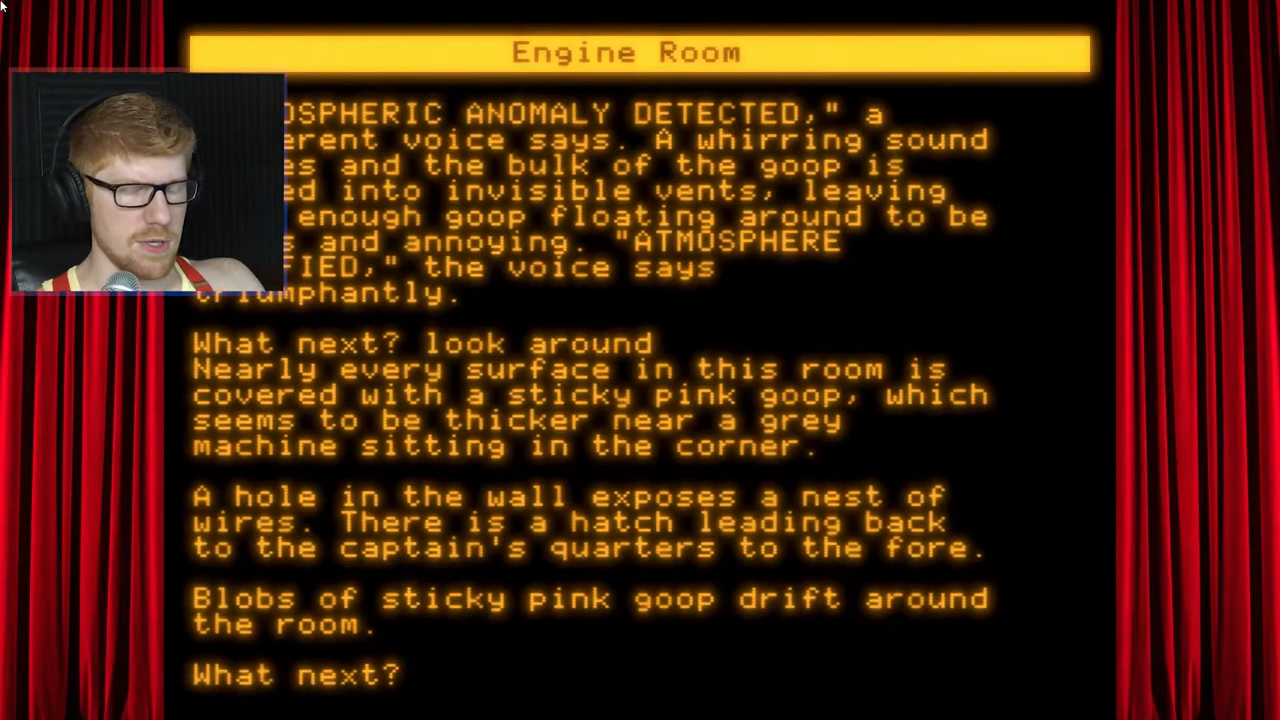 Engine Room
OSPHERIC ANOMALY DETECTED," a
erent voice says. A whirring sound
es and the bulk of the goop is
ed into invisible vents, leaving
enough goop floating around to be
s and annoying. "ATMOSPHERE
FIED," the voice says
triumphantly.
What next? look around
Nearly every surface in this room is
covered with a sticky pink goop, which
seems to be thicker near a grey
machine sitting in the corner.
A hole in the wall exposes a nest of
wires. There is a hatch leading back
to the captain's quarters to the fore.
Blobs of sticky pink goop drift around
the room.
What next?